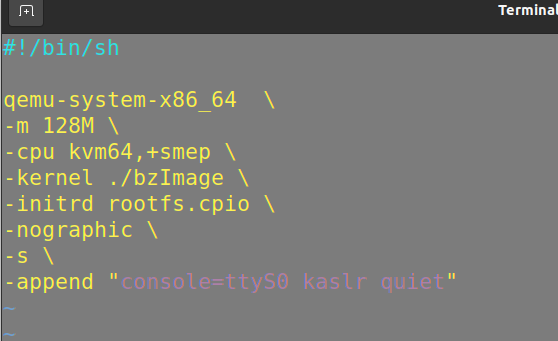 Terminal
#!/bin/sh
qemu-system-x86_64  \
-m 128M \
-cpu kvm64,+smep \
-kernel ./bzImage \
-initrd rootfs.cpio \
-nographic \
-s \
-append "console=ttyS0 kaslr quiet"
~
~